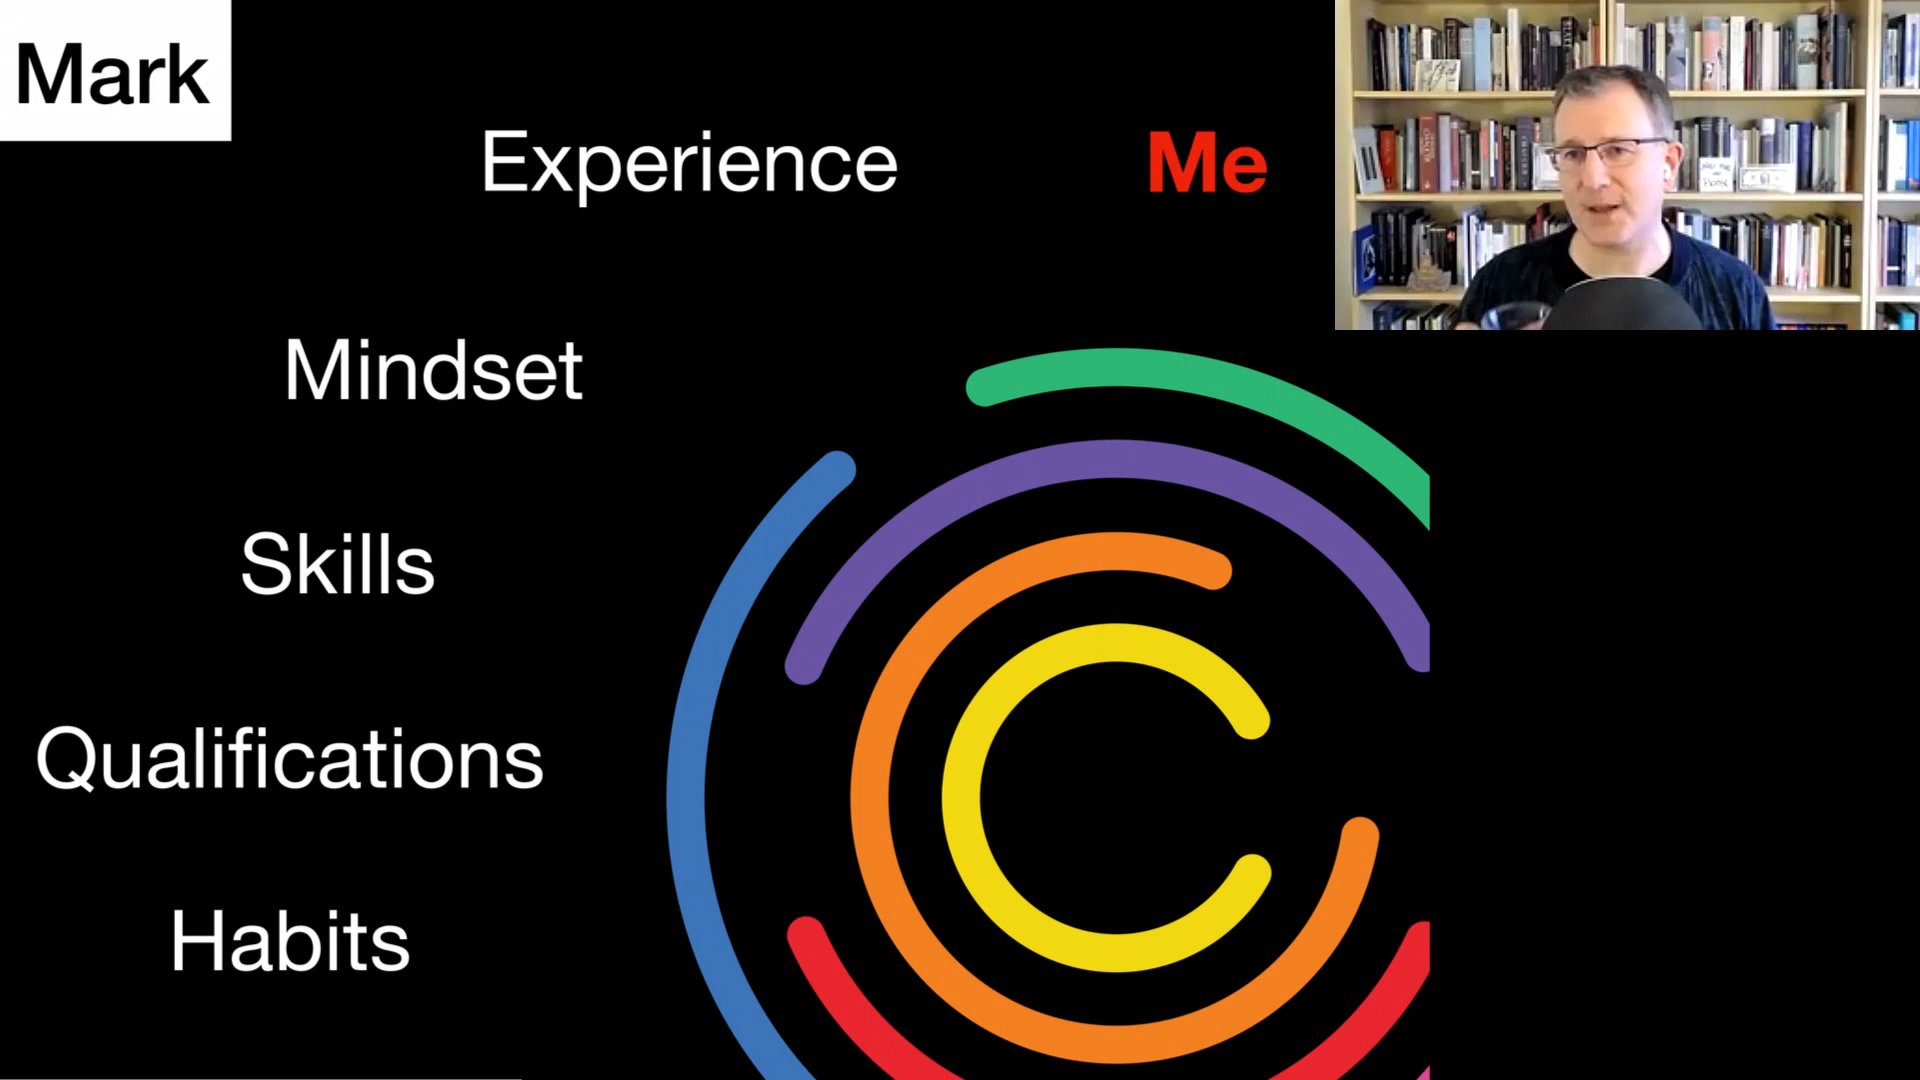 Mark
Experience
Me
Mindset
Skills
Qualifications
Habits